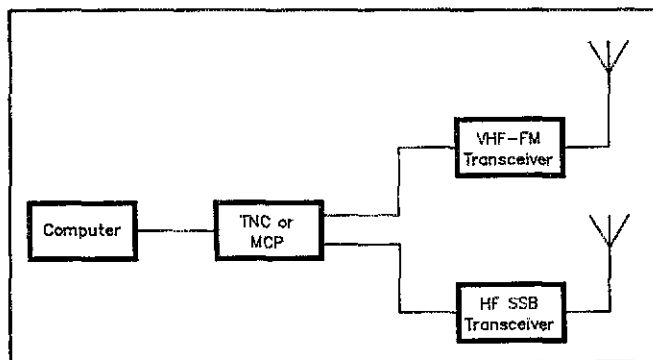 VHF-FM
Transceiver
Computer
TNC or
MCP
HF SSB
Transceiver